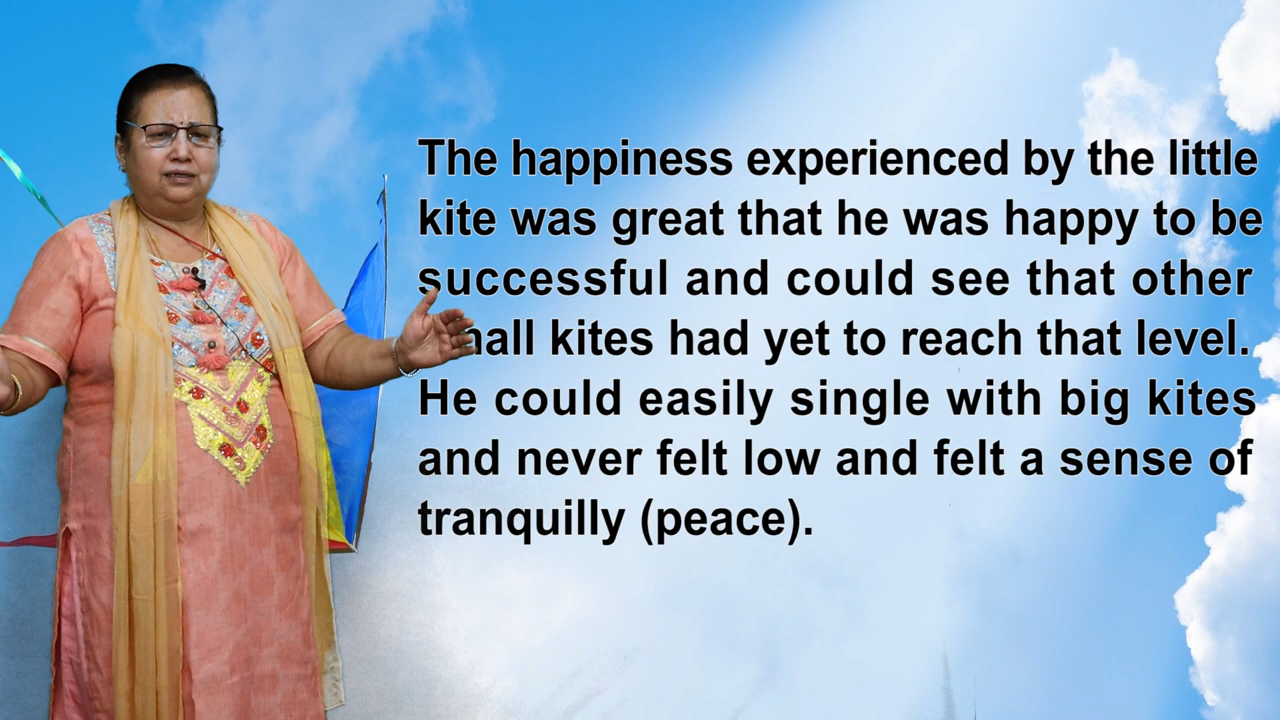 The happiness experienced by the little
kite was great that he was happy to be
successful and could see that other
kites had yet to reach that level.
He could easily single with big kites
and never felt low and felt a sense of
tranquilly (peace).